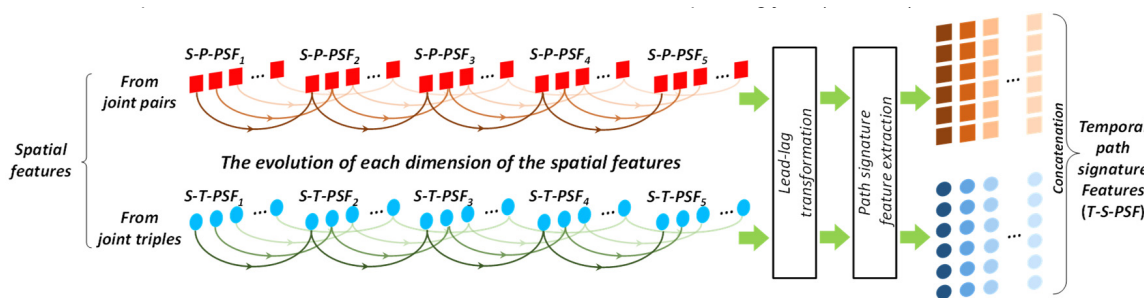 S-P-PSF1 S-P-PSF2 S-P-PSF3 S-P-PSF4 S-P-PSF5
From
joint pairs
... ... ... ... ...
Spatial
features
The evolution of each dimension of the spatial features
S-T-PSF1 S-T-PSF2 S-T-PSF3 S-T-PSF4 S-T-PSF5
From
joint triples
... ... ... ... ...
Lead-lag
transformation
Path signature
feature extraction
...
...
Concatenation
Temporal
path
signature
Features
(T-S-PSF)